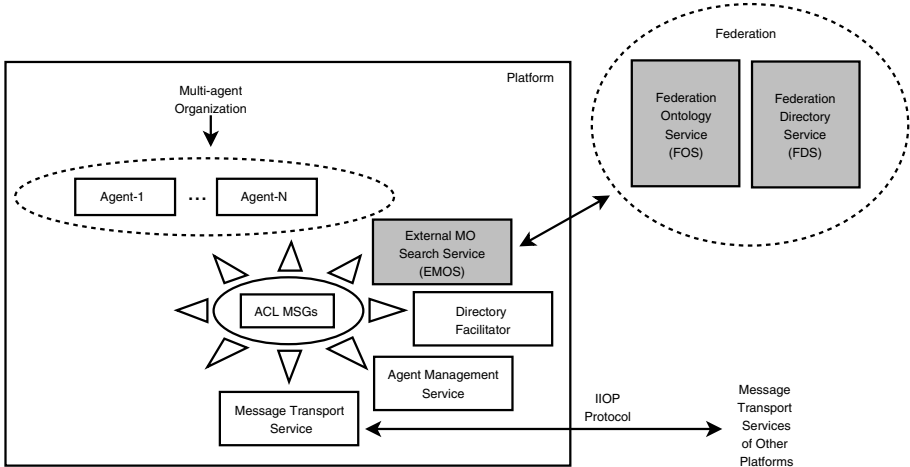 Federation
Platform
Federation
Ontology
Service
(FOS)
Federation
Directory
Service
(FDS)
Multi-agent
Organization
Agent-1
...
Agent-N
External MO
Search Service
(EMOS)
ACL MSGs
Directory
Facilitator
Agent Management
Service
Message Transport
Service
IIOP
Protocol
Message
Transport
Services
of Other
Platforms